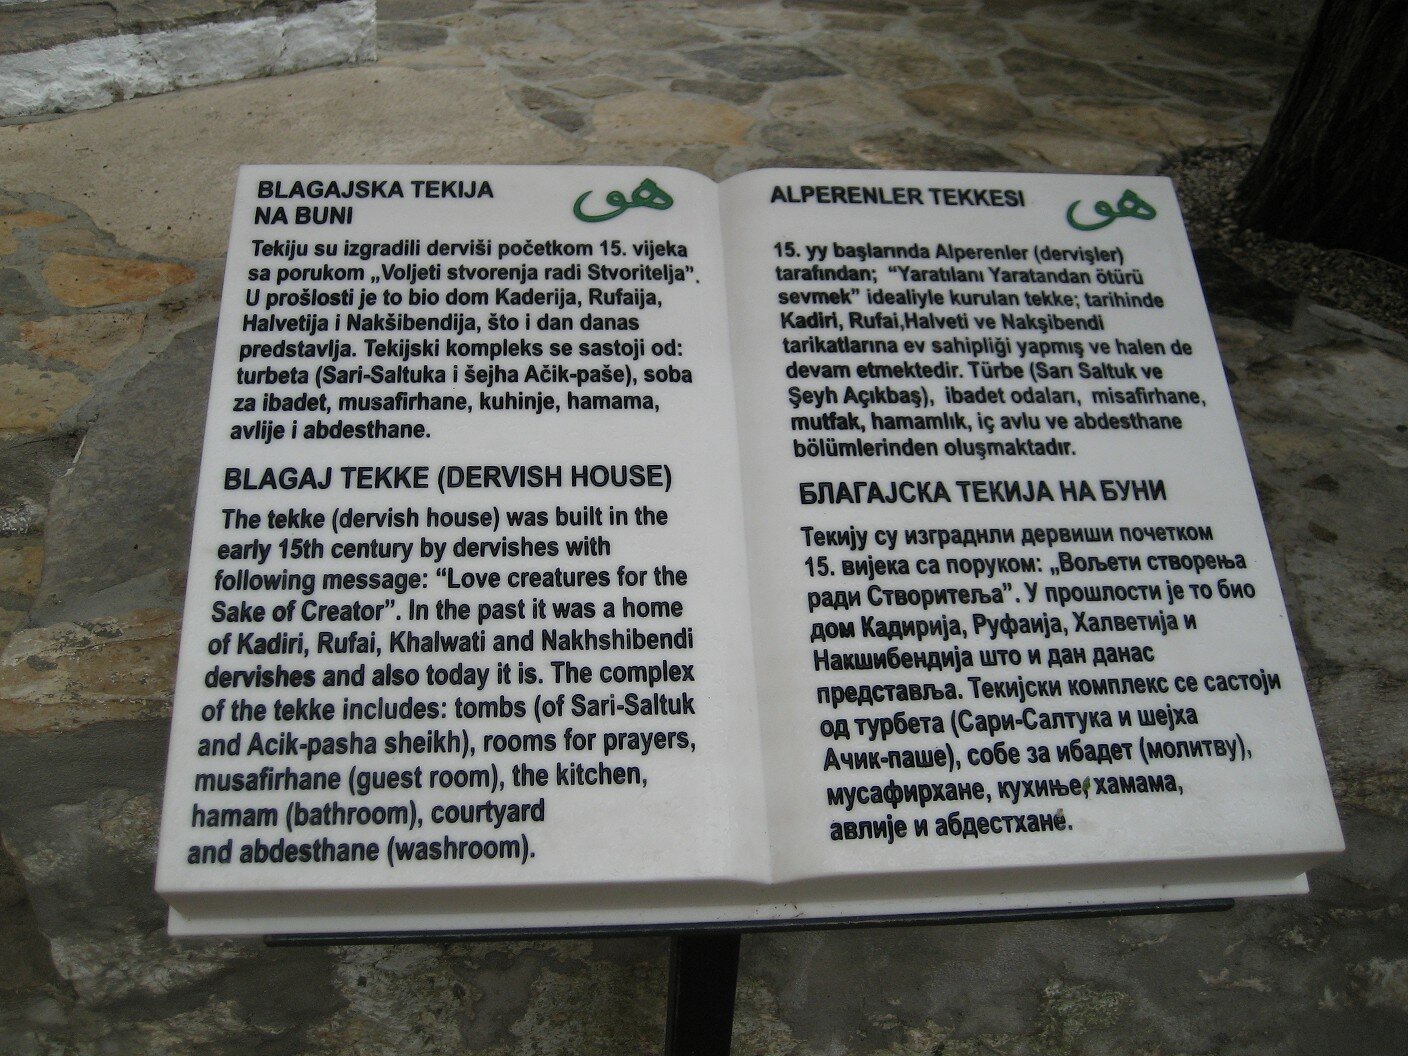 BLAGAJSKA TEKIJA
NA BUNI
هو
Tekiju su izgradili derviši početkom 15. vijeka
sa porukom „Voljeti stvorenja radi Stvoritelja”.
U prošlosti je to bio dom Kaderija, Rufaija,
Halvetija i Nakšibendija, što i dan danas
predstavlja. Tekijski kompleks se sastoji od:
turbeta (Sari-Saltuka i šejha Ačik-paše), soba
za ibadet, musafirhane, kuhinje, hamama,
avlije i abdesthane.
BLAGAJ TEKKE (DERVISH HOUSE)
The tekke (dervish house) was built in the
early 15th century by dervishes with
following message: “Love creatures for the
Sake of Creator”. In the past it was a home
of Kadiri, Rufai, Khalwati and Nakhshibendi
dervishes and also today it is. The complex
of the tekke includes: tombs (of Sari-Saltuk
and Acik-pasha sheikh), rooms for prayers,
musafirhane (guest room), the kitchen,
hamam (bathroom), courtyard
and abdesthane (washroom).
ALPERENLER TEKKESI
هو
15. yy başlarında Alperenler (dervişler)
tarafından; “Yaratılanı Yaratandan ötürü
sevmek” idealiyle kurulan tekke; tarihinde
Kadiri, Rufai,Halveti ve Nakşibendi
tarikatlarına ev sahipliği yapmış ve halen de
devam etmektedir. Türbe (Sarı Saltuk ve
Şeyh Açıkbaş), ibadet odaları, misafirhane,
mutfak, hamamlık, iç avlu ve abdesthane
bölümlerinden oluşmaktadır.
БЛАГАЈСКА ТЕКИЈА НА БУНИ
Текију су изграднли дервиши почетком
15. вијека са поруком: „Вољети створења
ради Створитеља”. У прошлости је то био
дом Кадирија, Руфаија, Халветија и
Накшибендија што и дан данас
представља. Текијски комплекс се састоји
од турбета (Сари-Салтука и шејха
Ачик-паше), собе за ибадет (молитву),
мусафирхане, кухиње, хамама,
авлије и абдестхане.